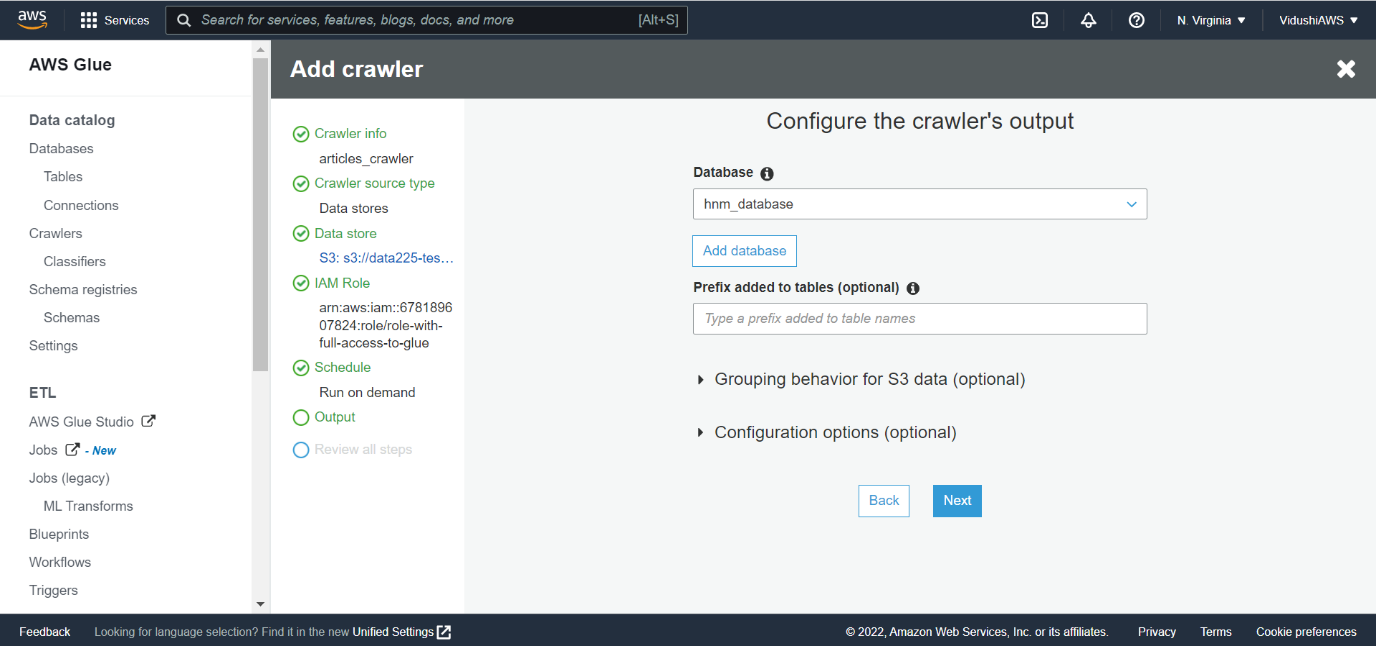 aws
Services
Search for services, features, blogs, docs, and more
[Alt+S]
N. Virginia
VidushiAWS
AWS Glue
Data catalog
Databases
Tables
Connections
Crawlers
Classifiers
Schema registries
Schemas
Settings
ETL
AWS Glue Studio
Jobs - New
Jobs (legacy)
ML Transforms
Blueprints
Workflows
Triggers
Add crawler
Crawler info
articles_crawler
Crawler source type
Data stores
Data store
S3: s3://data225-tes…
IAM Role
arn:aws:iam::6781896
07824:role/role-with-
full-access-to-glue
Schedule
Run on demand
Output
Review all steps
Configure the crawler's output
Database
hnm_database
Add database
Prefix added to tables (optional)
Type a prefix added to table names
Grouping behavior for S3 data (optional)
Configuration options (optional)
Back
Next
Feedback
Looking for language selection? Find it in the new Unified Settings
© 2022, Amazon Web Services, Inc. or its affiliates.
Privacy
Terms
Cookie preferences